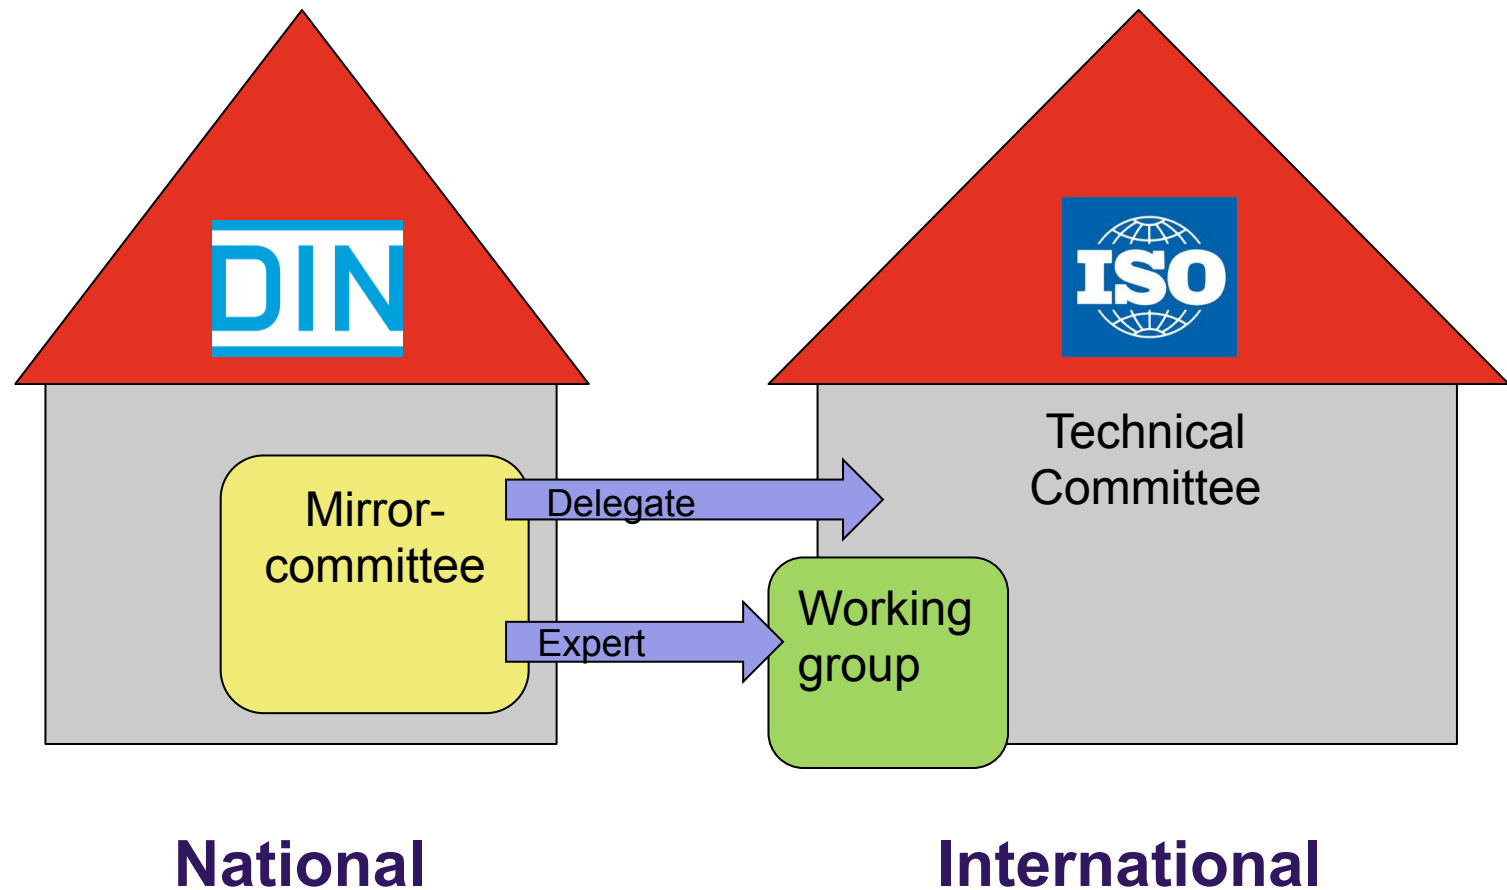 DIN
ISO
Technical
Committee
Mirror-
committee
Delegate
Expert
Working
group
National
International